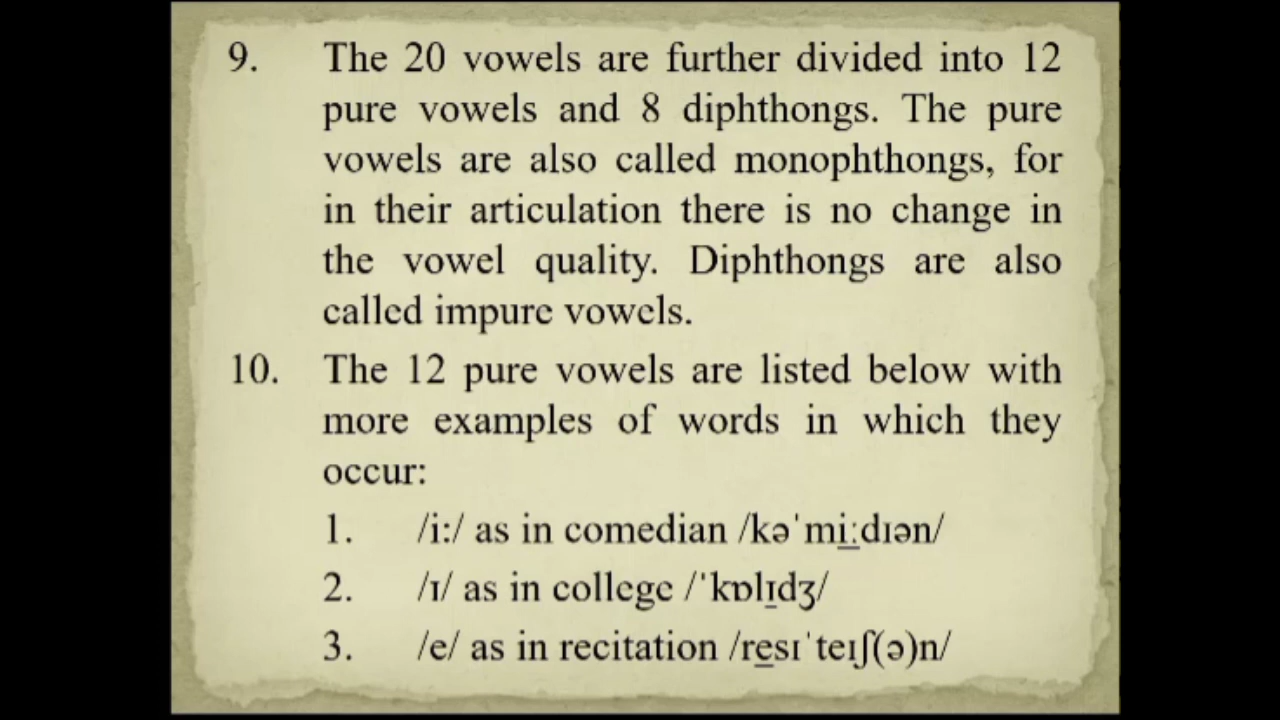 9. The 20 vowels are further divided into 12
pure vowels and 8 diphthongs. The pure
vowels are also called monophthongs, for
in their articulation there is no change in
the vowel quality. Diphthongs are also
called impure vowels.
10. The 12 pure vowels are listed below with
more examples of words in which they
occur:
1. /i:/ as in comedian /kəˈmi:dɪən/
2. /ɪ/ as in college /ˈkɒlɪdʒ/
3. /e/ as in recitation /resɪˈteɪʃ(ə)n/